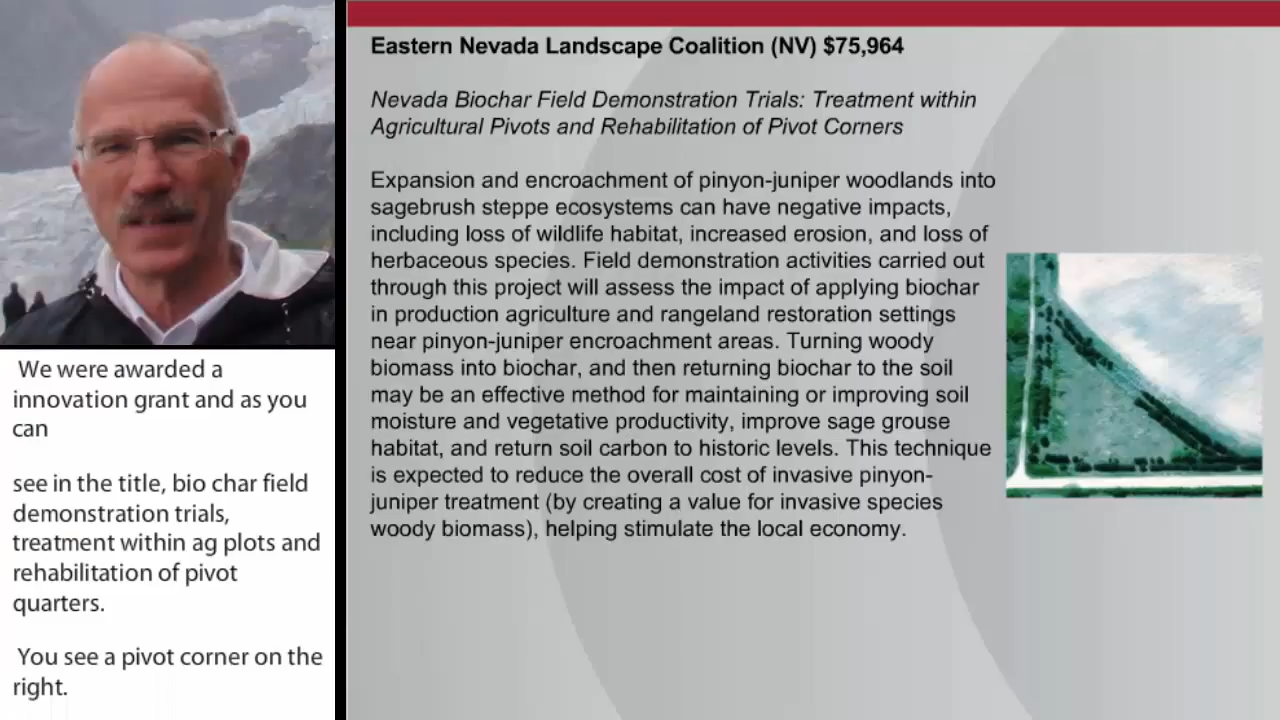 Eastern Nevada Landscape Coalition (NV) $75,964
Nevada Biochar Field Demonstration Trials: Treatment within
Agricultural Pivots and Rehabilitation of Pivot Corners
Expansion and encroachment of pinyon-juniper woodlands into
sagebrush steppe ecosystems can have negative impacts,
including loss of wildlife habitat, increased erosion, and loss of
herbaceous species. Field demonstration activities carried out
through this project will assess the impact of applying biochar
in production agriculture and rangeland restoration settings
near pinyon-juniper encroachment areas. Turning woody
biomass into biochar, and then returning biochar to the soil
may be an effective method for maintaining or improving soil
moisture and vegetative productivity, improve sage grouse
habitat, and return soil carbon to historic levels. This technique
is expected to reduce the overall cost of invasive pinyon-
juniper treatment (by creating a value for invasive species
woody biomass), helping stimulate the local economy.
We were awarded a
innovation grant and as you
can
see in the title, bio char field
demonstration trials,
treatment within ag plots and
rehabilitation of pivot
quarters.
You see a pivot corner on the
right.